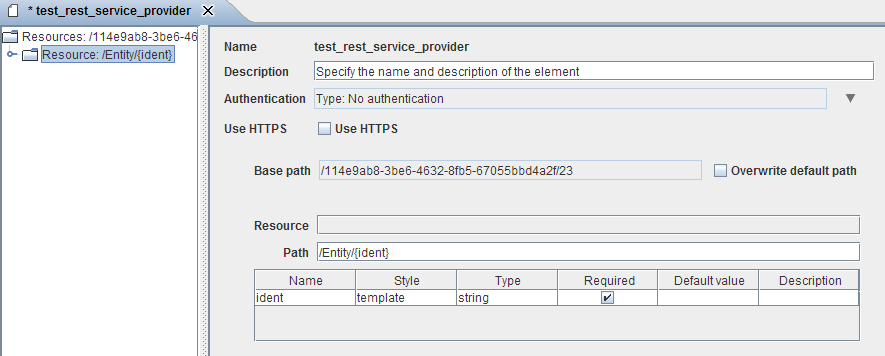 * test_rest_service_provider
Resources: /114e9ab8-3be6-46
Resource: /Entity/{ident}
Name test_rest_service_provider
Description Specify the name and description of the element
Authentication Type: No authentication
Use HTTPS Use HTTPS
Base path /114e9ab8-3be6-4632-8fb5-67055bbd4a2f/23 Overwrite default path
Resource
Path /Entity/{ident}
Name Style Type Required Default value Description
ident template string